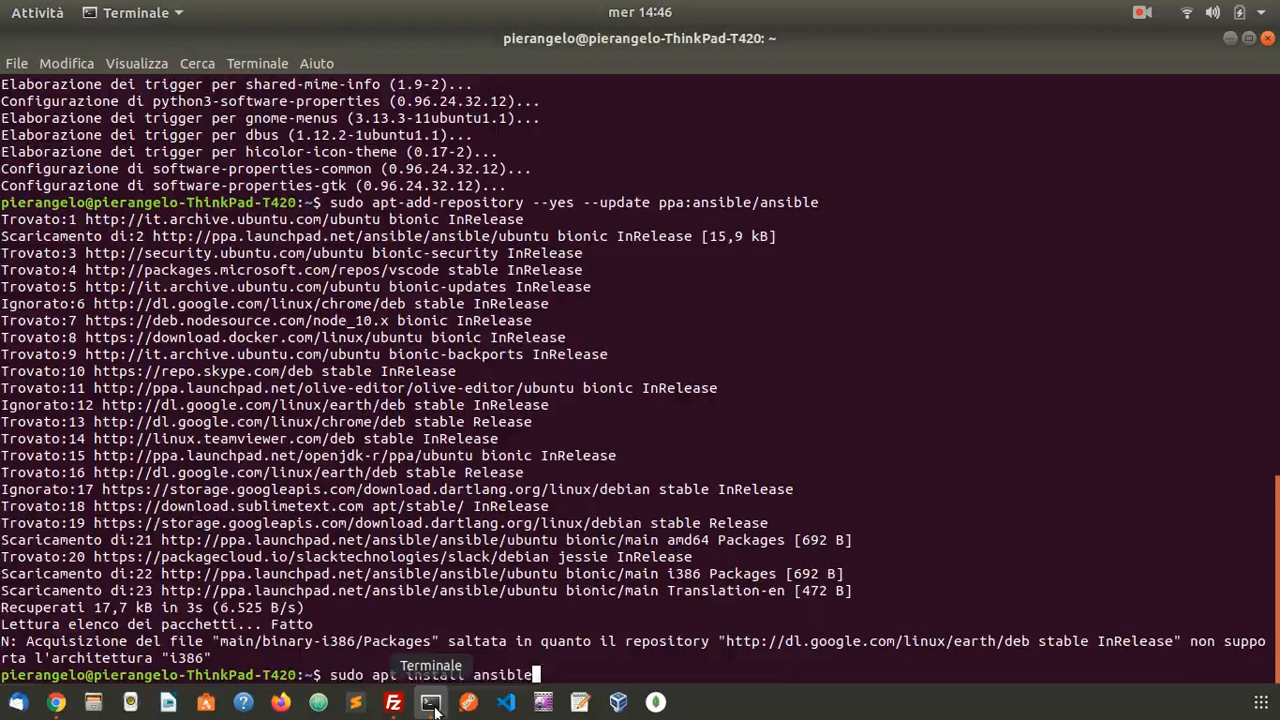 Attività Terminale mer 14:46
pierangelo@pierangelo-ThinkPad-T420: ~
File Modifica Visualizza Cerca Terminale Aiuto
Elaborazione dei trigger per shared-mime-info (1.9-2)...
Configurazione di python3-software-properties (0.96.24.32.12)...
Elaborazione dei trigger per gnome-menus (3.13.3-11ubuntu1.1)...
Elaborazione dei trigger per dbus (1.12.2-1ubuntu1.1)...
Elaborazione dei trigger per hicolor-icon-theme (0.17-2)...
Configurazione di software-properties-common (0.96.24.32.12)...
Configurazione di software-properties-gtk (0.96.24.32.12)...
pierangelo@pierangelo-ThinkPad-T420:~$ sudo apt-add-repository --yes --update ppa:ansible/ansible
Trovato:1 http://it.archive.ubuntu.com/ubuntu bionic InRelease
Scaricamento di:2 http://ppa.launchpad.net/ansible/ansible/ubuntu bionic InRelease [15,9 kB]
Trovato:3 http://security.ubuntu.com/ubuntu bionic-security InRelease
Trovato:4 http://packages.microsoft.com/repos/vscode stable InRelease
Trovato:5 http://it.archive.ubuntu.com/ubuntu bionic-updates InRelease
Ignorato:6 http://dl.google.com/linux/chrome/deb stable InRelease
Trovato:7 https://deb.nodesource.com/node_10.x bionic InRelease
Trovato:8 https://download.docker.com/linux/ubuntu bionic InRelease
Trovato:9 http://it.archive.ubuntu.com/ubuntu bionic-backports InRelease
Trovato:10 https://repo.skype.com/deb stable InRelease
Trovato:11 http://ppa.launchpad.net/olive-editor/olive-editor/ubuntu bionic InRelease
Ignorato:12 http://dl.google.com/linux/earth/deb stable InRelease
Trovato:13 http://dl.google.com/linux/chrome/deb stable Release
Trovato:14 http://linux.teamviewer.com/deb stable InRelease
Trovato:15 http://ppa.launchpad.net/openjdk-r/ppa/ubuntu bionic InRelease
Trovato:16 http://dl.google.com/linux/earth/deb stable Release
Ignorato:17 https://storage.googleapis.com/download.dartlang.org/linux/debian stable InRelease
Trovato:18 https://download.sublimetext.com apt/stable/ InRelease
Trovato:19 https://storage.googleapis.com/download.dartlang.org/linux/debian stable Release
Scaricamento di:21 http://ppa.launchpad.net/ansible/ansible/ubuntu bionic/main amd64 Packages [692 B]
Trovato:20 https://packagecloud.io/slacktechnologies/slack/debian jessie InRelease
Scaricamento di:22 http://ppa.launchpad.net/ansible/ansible/ubuntu bionic/main i386 Packages [692 B]
Scaricamento di:23 http://ppa.launchpad.net/ansible/ansible/ubuntu bionic/main Translation-en [472 B]
Recuperati 17,7 kB in 3s (6.525 B/s)
Lettura elenco dei pacchetti... Fatto
N: Acquisizione del file "main/binary-i386/Packages" saltata in quanto il repository "http://dl.google.com/linux/earth/deb stable InRelease" non suppo
rta l'architettura "i386"
Terminale
pierangelo@pierangelo-ThinkPad-T420:~$ sudo apt install ansible